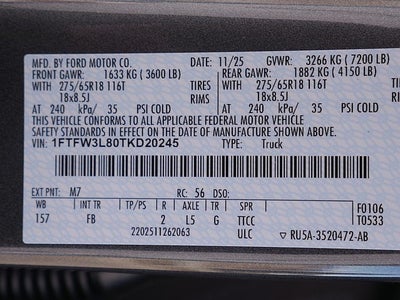 MFD. BY FORD MOTOR CO. DATE: 11/25 GVWR: 3266 KG ( 7200 LB)
FRONT GAWR: 1633 KG ( 3600 LB) REAR GAWR: 1882 KG ( 4150 LB)
WITH 275/65R18 116T TIRES WITH 275/65R18 116T TIRES
18x8.5J RIMS 18x8.5J RIMS
AT 240 kPa/ 35 PSI COLD AT 240 kPa/ 35 PSI COLD
THIS VEHICLE CONFORMS TO ALL APPLICABLE FEDERAL MOTOR VEHICLE
SAFETY STANDARDS IN EFFECT ON THE DATE OF MANUFACTURE SHOWN ABOVE.
VIN: 1FTFW3L80TKD20245 TYPE: Truck
EXT PNT: M7 RC: 56 DSO: F0106
T0533
WB INT TR TP/PS R AXLE TR SPR
157 FB 2 L5 G TTCC
2202511262063 ULC RU5A-3520472-AB